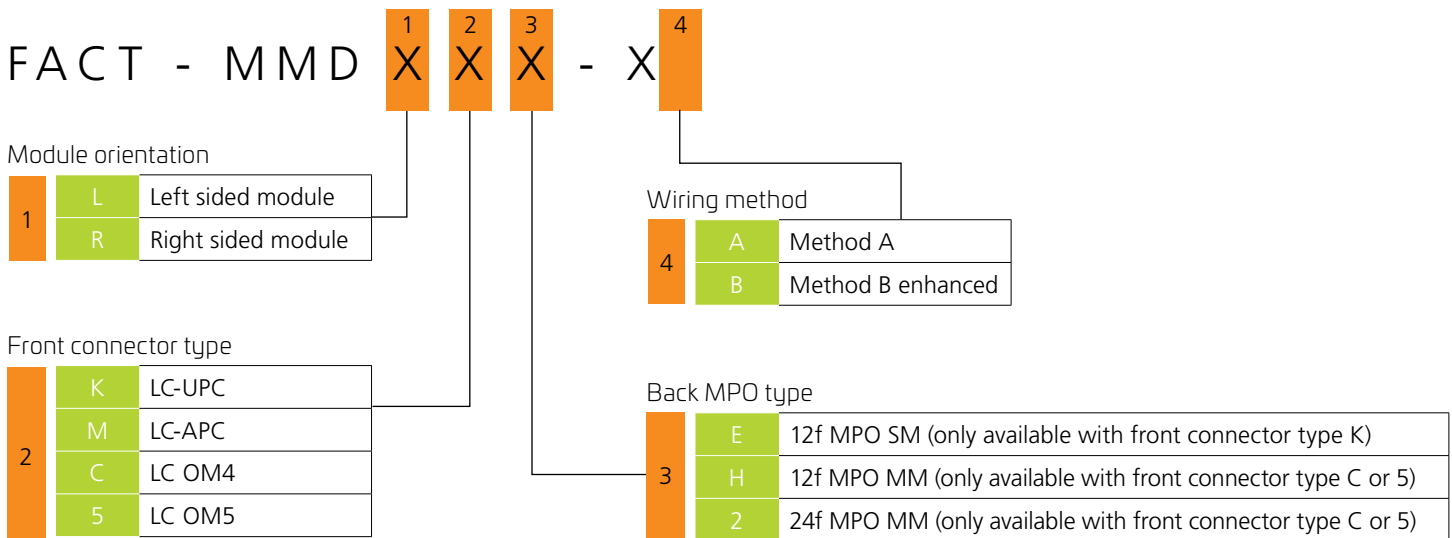 1 2 3 4
FACT - MMD X X X - X
Module orientation
1
L Left sided module
R Right sided module
Wiring method
4
A Method A
B Method B enhanced
Front connector type
2
K LC-UPC
M LC-APC
C LC OM4
5 LC OM5
Back MPO type
3
E 12f MPO SM (only available with front connector type K)
H 12f MPO MM (only available with front connector type C or 5)
2 24f MPO MM (only available with front connector type C or 5)